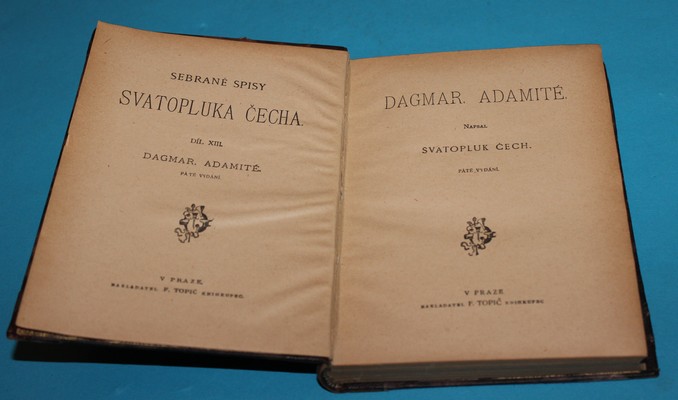 SEBRANÉ SPISY
SVATOPLUKA ČECHA.
DÍL XIII.
DAGMAR. ADAMITÉ.
PÁTÉ VYDÁNÍ.
V PRAZE.
NAKLADATEL F. TOPIČ KNIHKUPEC.
DAGMAR. ADAMITÉ.
NAPSAL
SVATOPLUK ČECH.
PÁTÉ VYDÁNÍ.
V PRAZE
NAKLADATEL F. TOPIČ KNIHKUPEC